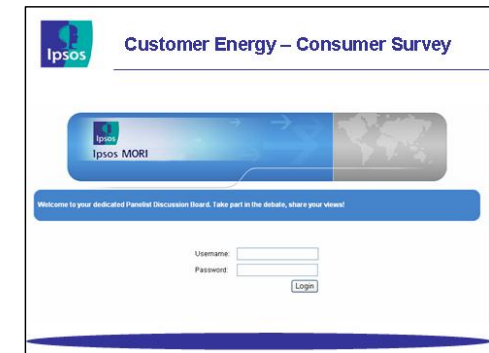 Ipsos
Customer Energy – Consumer Survey
Ipsos
Ipsos MORI
Welcome to your dedicated Panelist Discussion Board. Take part in the debate, share your views!
Username:
Password:
Login